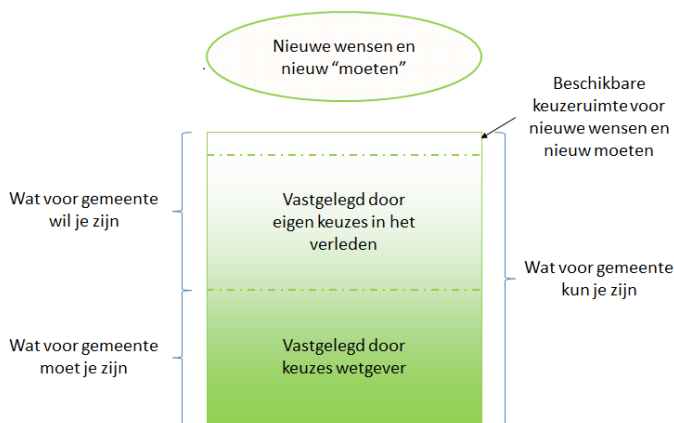 Nieuwe wensen en
nieuw “moeten”
Beschikbare
keuzeruimte voor
nieuwe wensen en
nieuw moeten
Wat voor gemeente
wil je zijn
Vastgelegd door
eigen keuzes in het
verleden
Wat voor gemeente
kun je zijn
Wat voor gemeente
moet je zijn
Vastgelegd door
keuzes wetgever